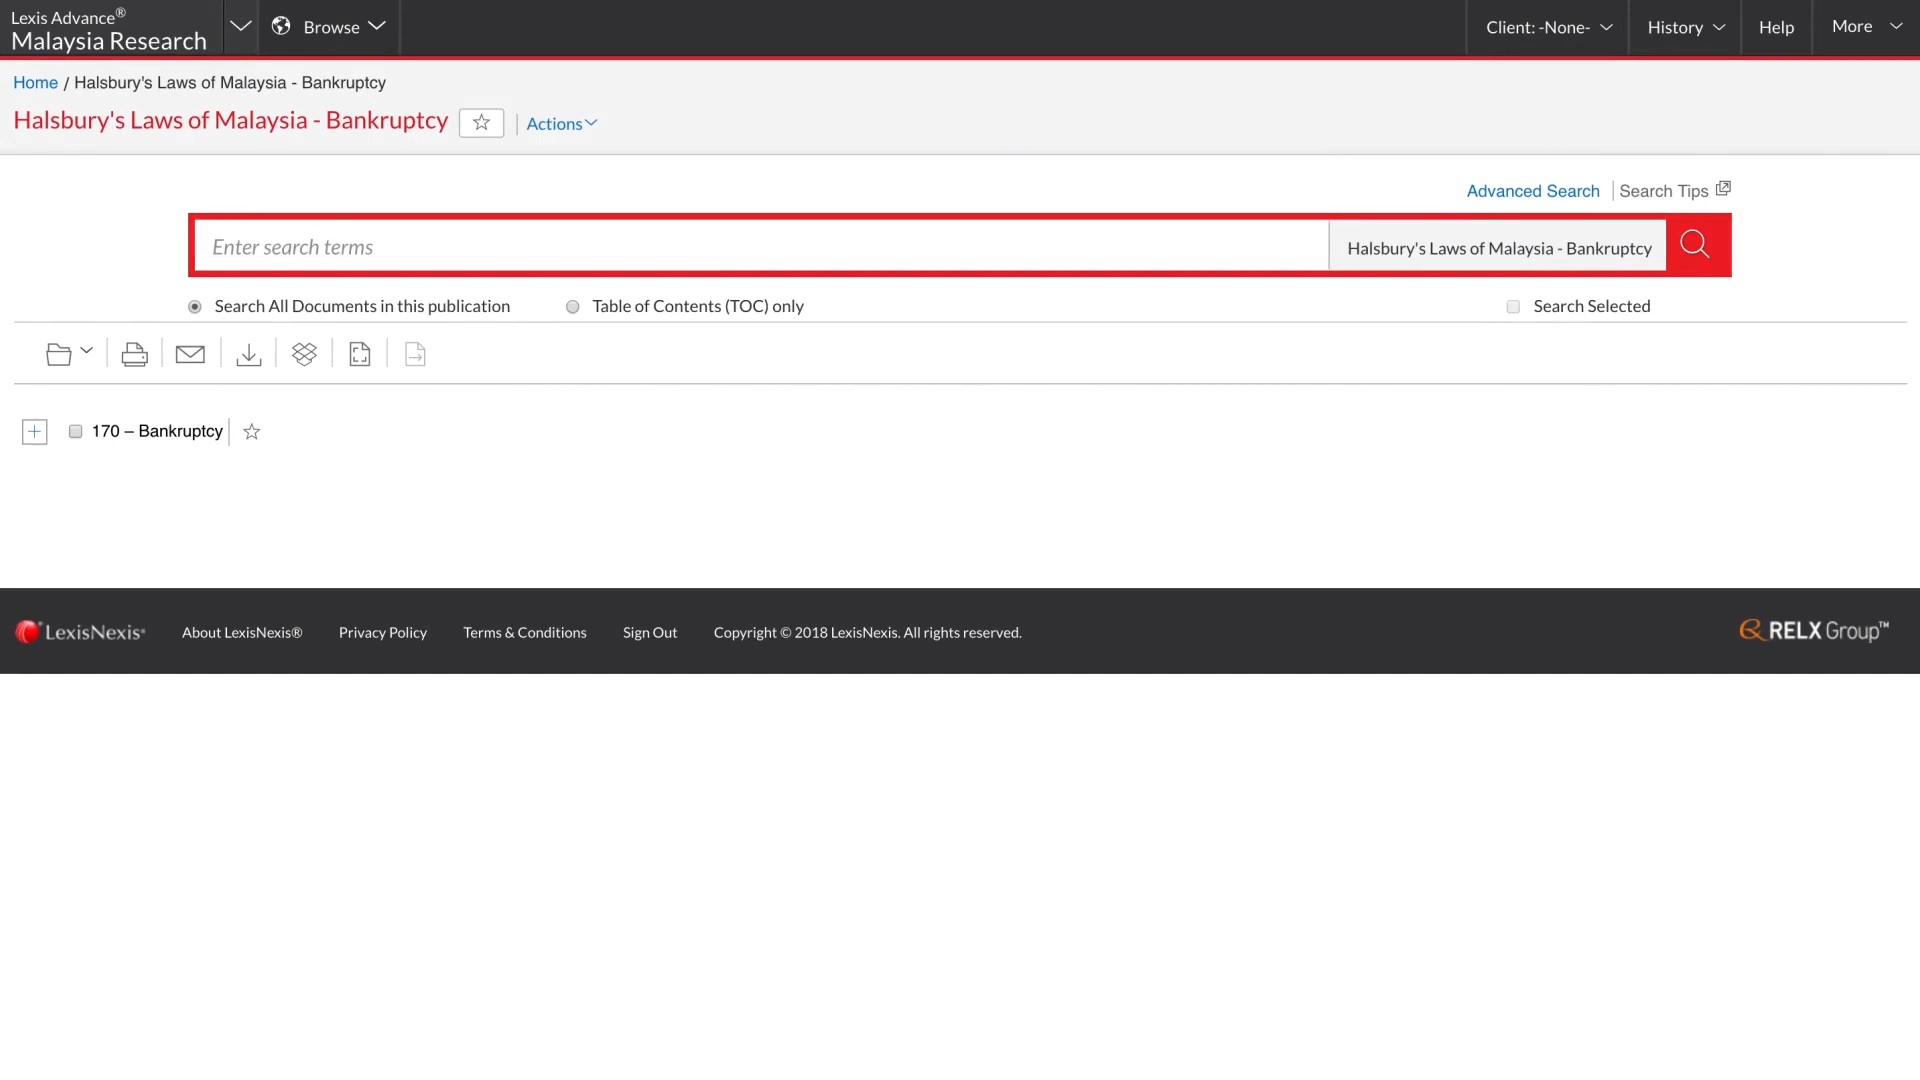 Lexis Advance®
Malaysia Research
Browse
Client: -None-
History
Help
More
Home / Halsbury's Laws of Malaysia - Bankruptcy
Halsbury's Laws of Malaysia - Bankruptcy
Actions
Advanced Search
Search Tips
Enter search terms
Halsbury's Laws of Malaysia - Bankruptcy
Search All Documents in this publication
Table of Contents (TOC) only
Search Selected
170 – Bankruptcy
LexisNexis®
About LexisNexis®
Privacy Policy
Terms & Conditions
Sign Out
Copyright © 2018 LexisNexis. All rights reserved.
RELX Group™